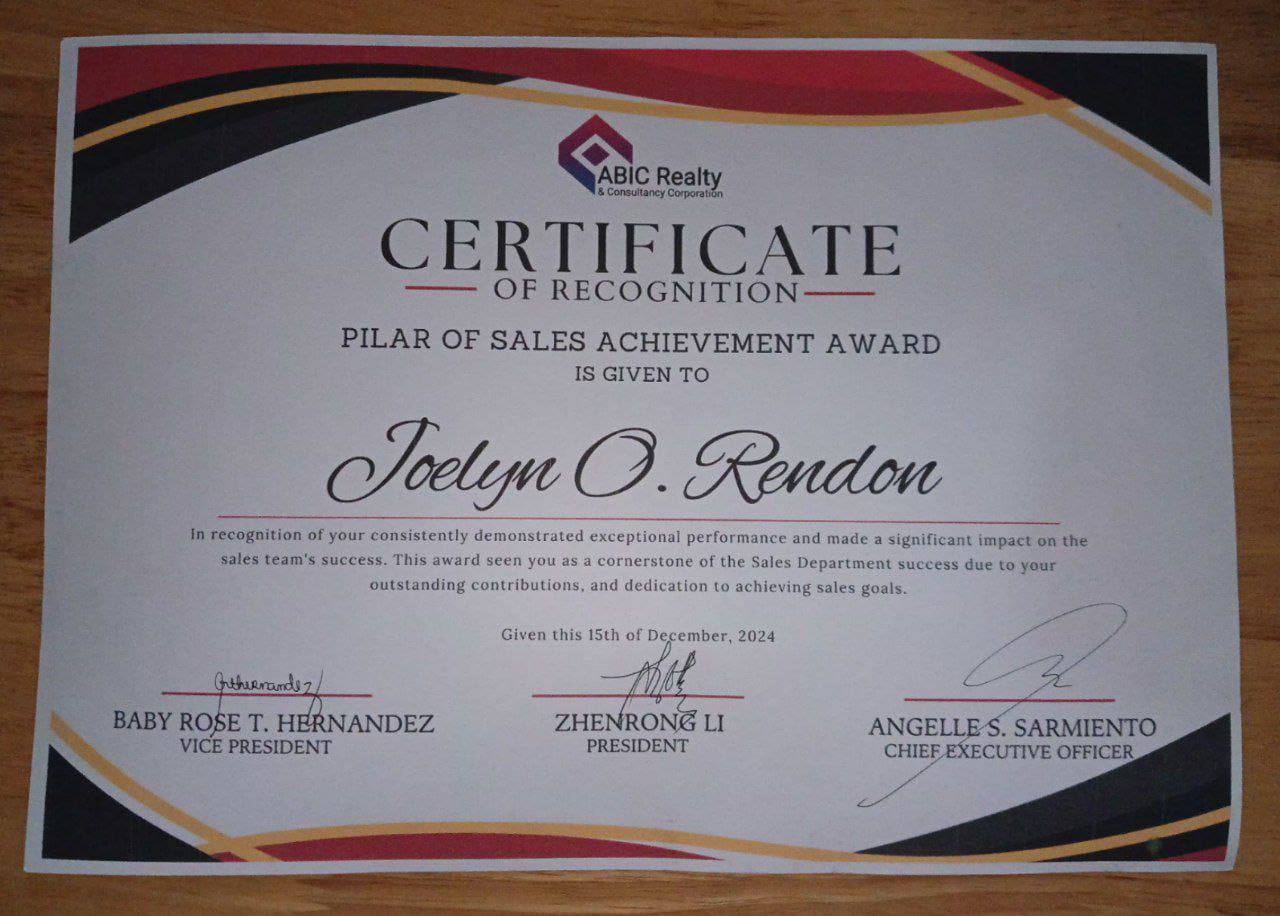 ABIC Realty
& Consultancy Corporation
CERTIFICATE
OF RECOGNITION
PILAR OF SALES ACHIEVEMENT AWARD
IS GIVEN TO
Joelyn O. Rendon
In recognition of your consistently demonstrated exceptional performance and made a significant impact on the
sales team's success. This award seen you as a cornerstone of the Sales Department success due to your
outstanding contributions, and dedication to achieving sales goals.
Given this 15th of December, 2024
BABY ROSE T. HERNANDEZ
VICE PRESIDENT
ZHENRONG LI
PRESIDENT
ANGELLE S. SARMIENTO
CHIEF EXECUTIVE OFFICER